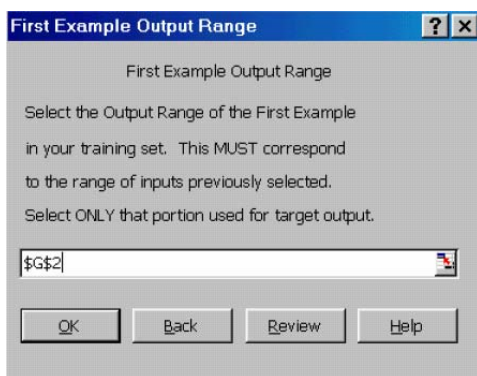 First Example Output Range
First Example Output Range
Select the Output Range of the First Example
in your training set. This MUST correspond
to the range of inputs previously selected.
Select ONLY that portion used for target output.
$G$2
OK Back Review Help